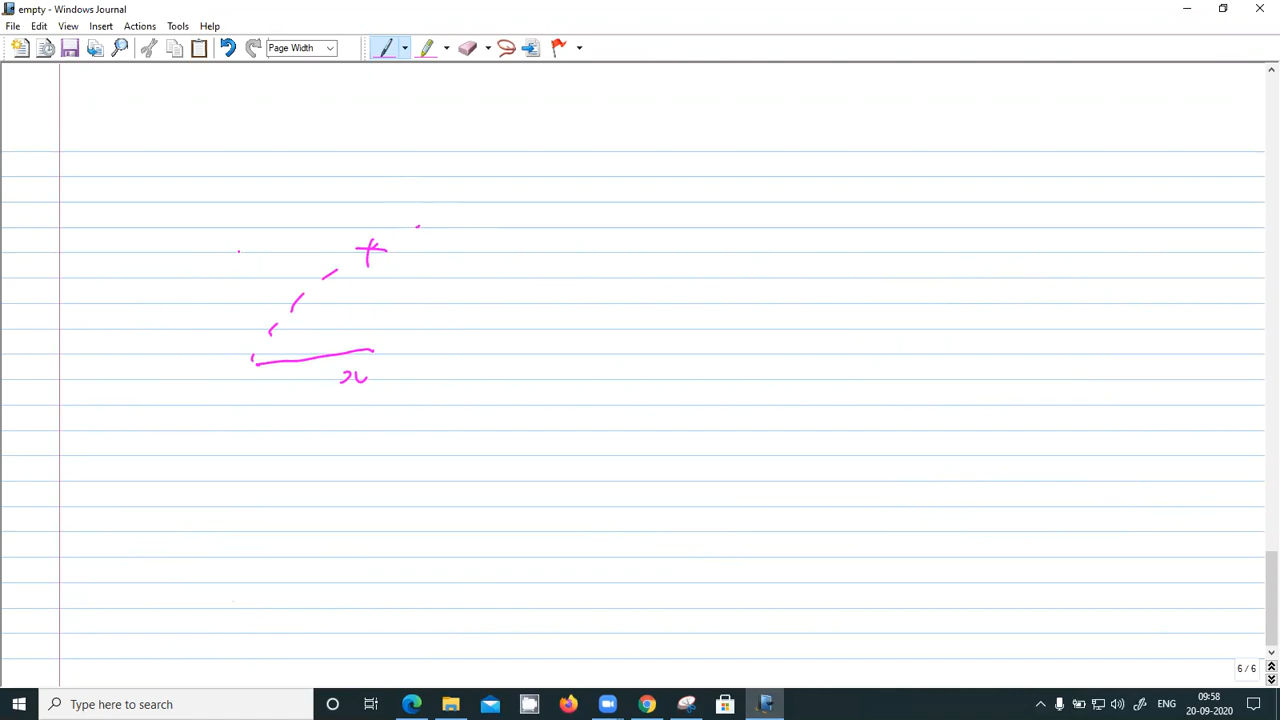 empty - Windows Journal
File Edit View Insert Actions Tools Help
Page Width
x
6 / 6
Type here to search
ENG
09:58
20-09-2020